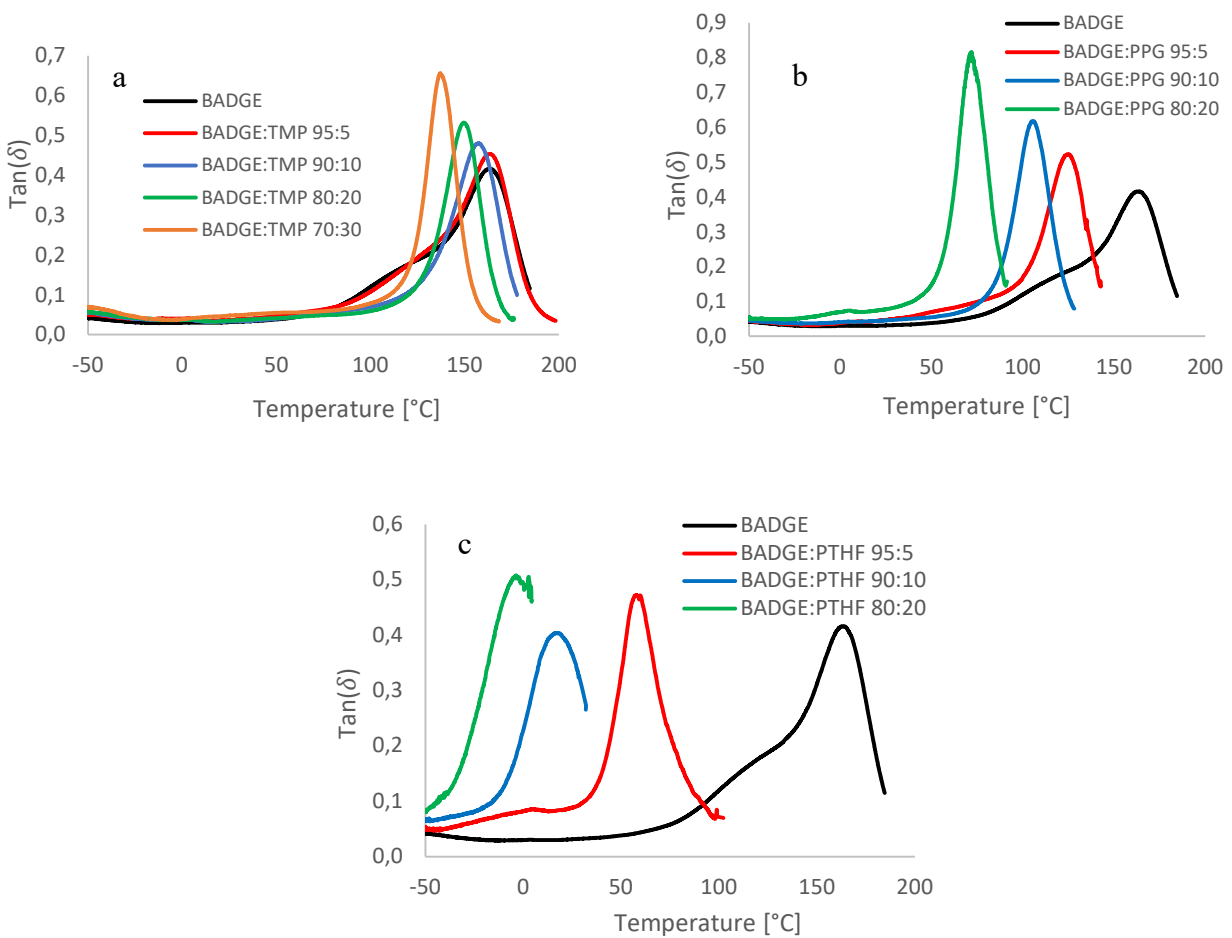 a
0,7
0,6
0,5
0,4
0,3
0,2
0,1
0,0
Tan(δ)
-50
0
50
100
150
200
Temperature [°C]
BADGE
BADGE:TMP 95:5
BADGE:TMP 90:10
BADGE:TMP 80:20
BADGE:TMP 70:30
b
0,9
0,8
0,7
0,6
0,5
0,4
0,3
0,2
0,1
0,0
Tan(δ)
-50
0
50
100
150
200
Temperature [°C]
BADGE
BADGE:PPG 95:5
BADGE:PPG 90:10
BADGE:PPG 80:20
c
0,6
0,5
0,4
0,3
0,2
0,1
0,0
Tan(δ)
-50
0
50
100
150
200
Temperature [°C]
BADGE
BADGE:PTHF 95:5
BADGE:PTHF 90:10
BADGE:PTHF 80:20